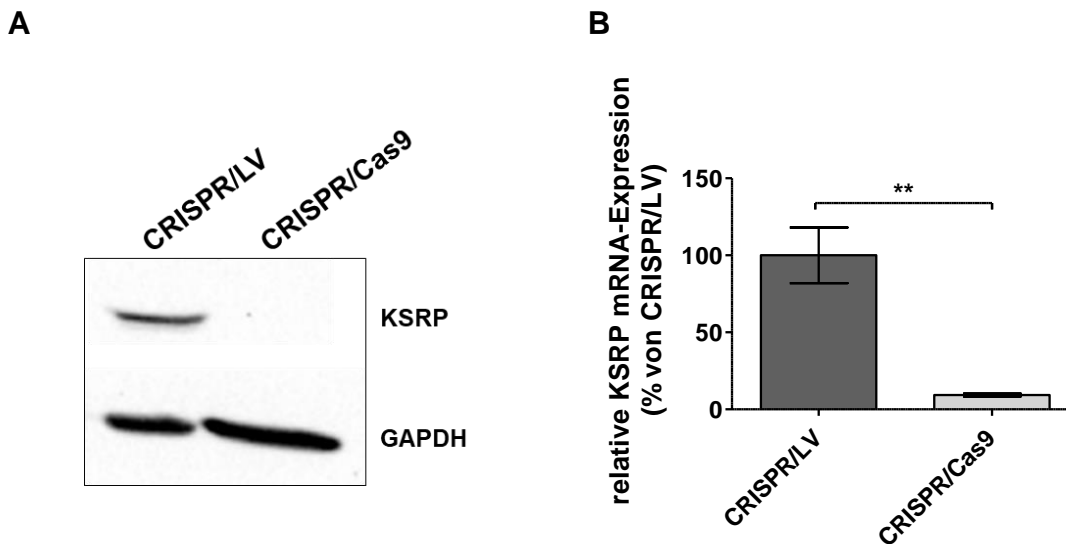 A
CRISPR/LV
CRISPR/Cas9
KSRP
GAPDH
B
relative KSRP mRNA-Expression
(% von CRISPR/LV)
150
100
50
0
**
CRISPR/LV
CRISPR/Cas9